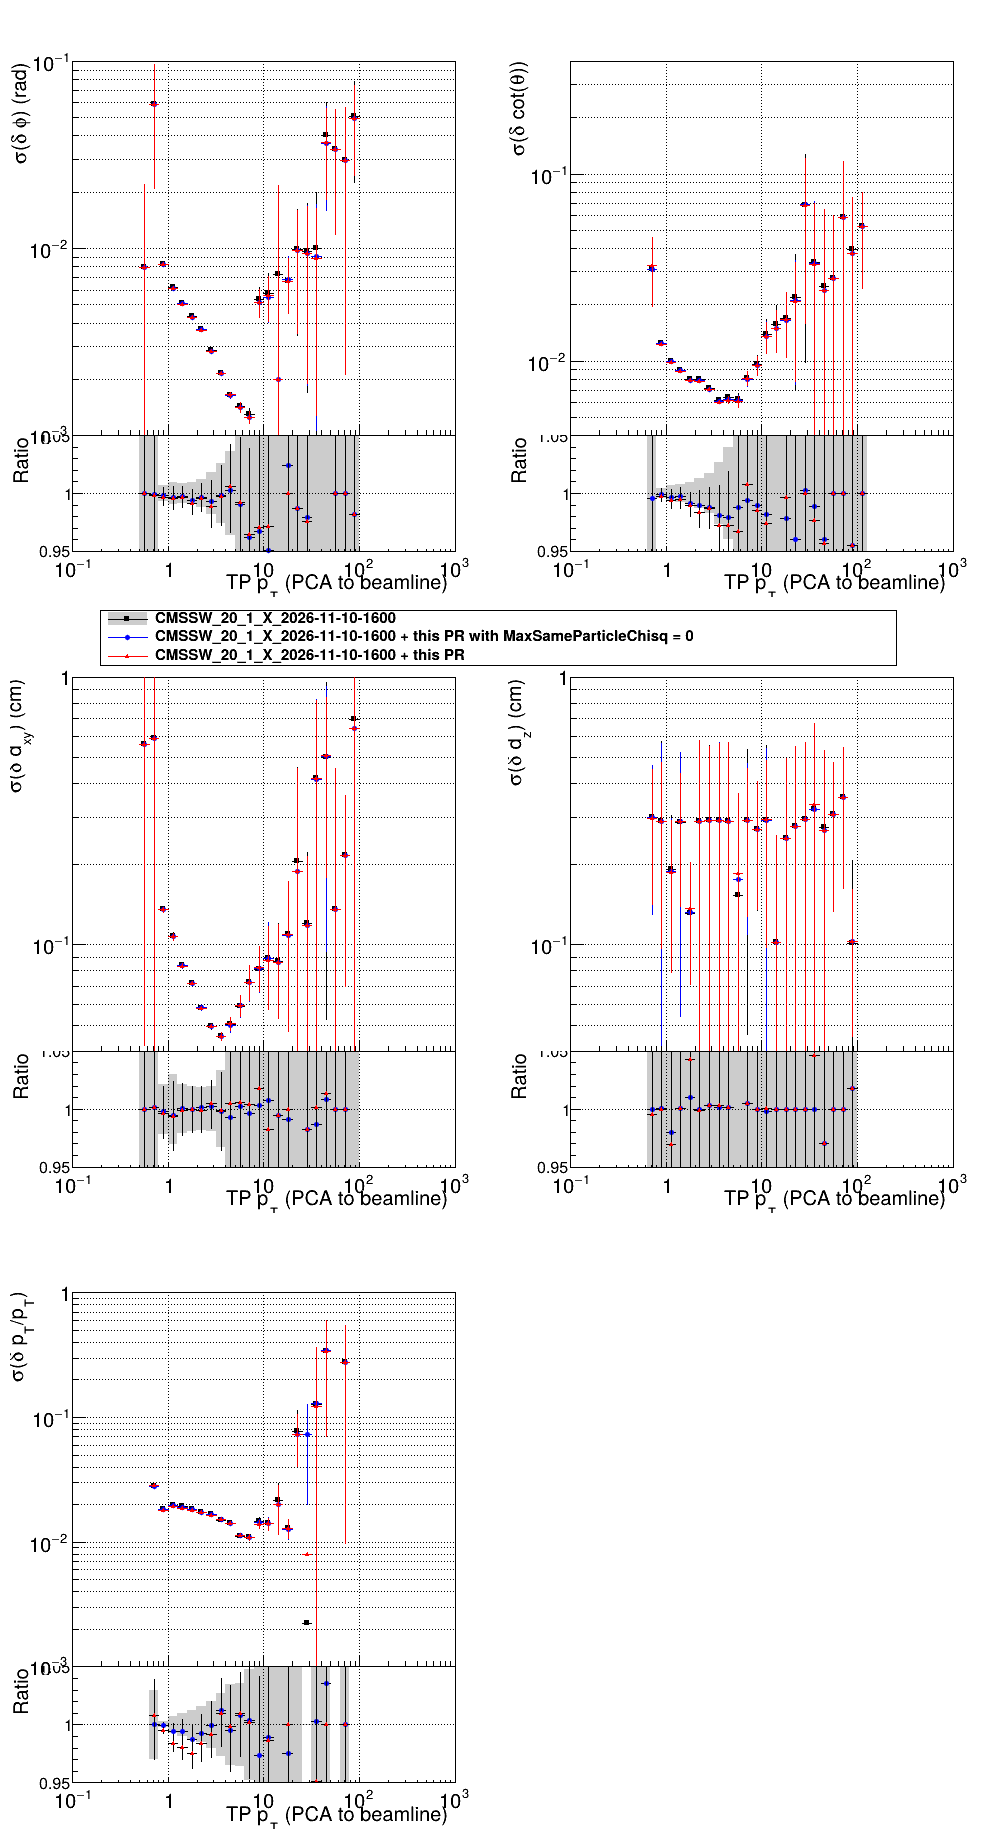 σ(δ φ) (rad)
10⁻¹
10⁻²
10⁻³
Ratio
1.05
1
0.95
10⁻¹ 1 10 10² 10³
TP p_T (PCA to beamline)
σ(δ cot(θ))
10⁻¹
10⁻²
Ratio
1.05
1
0.95
10⁻¹ 1 10 10² 10³
TP p_T (PCA to beamline)
CMSSW_20_1_X_2026-11-10-1600
CMSSW_20_1_X_2026-11-10-1600 + this PR with MaxSameParticleChisq = 0
CMSSW_20_1_X_2026-11-10-1600 + this PR
σ(δ d_xy) (cm)
1
10⁻¹
Ratio
1.05
1
0.95
10⁻¹ 1 10 10² 10³
TP p_T (PCA to beamline)
σ(δ d_z) (cm)
1
10⁻¹
Ratio
1.05
1
0.95
10⁻¹ 1 10 10² 10³
TP p_T (PCA to beamline)
σ(δ p_T/p_T)
1
10⁻¹
10⁻²
10⁻³
Ratio
1.05
1
0.95
10⁻¹ 1 10 10² 10³
TP p_T (PCA to beamline)